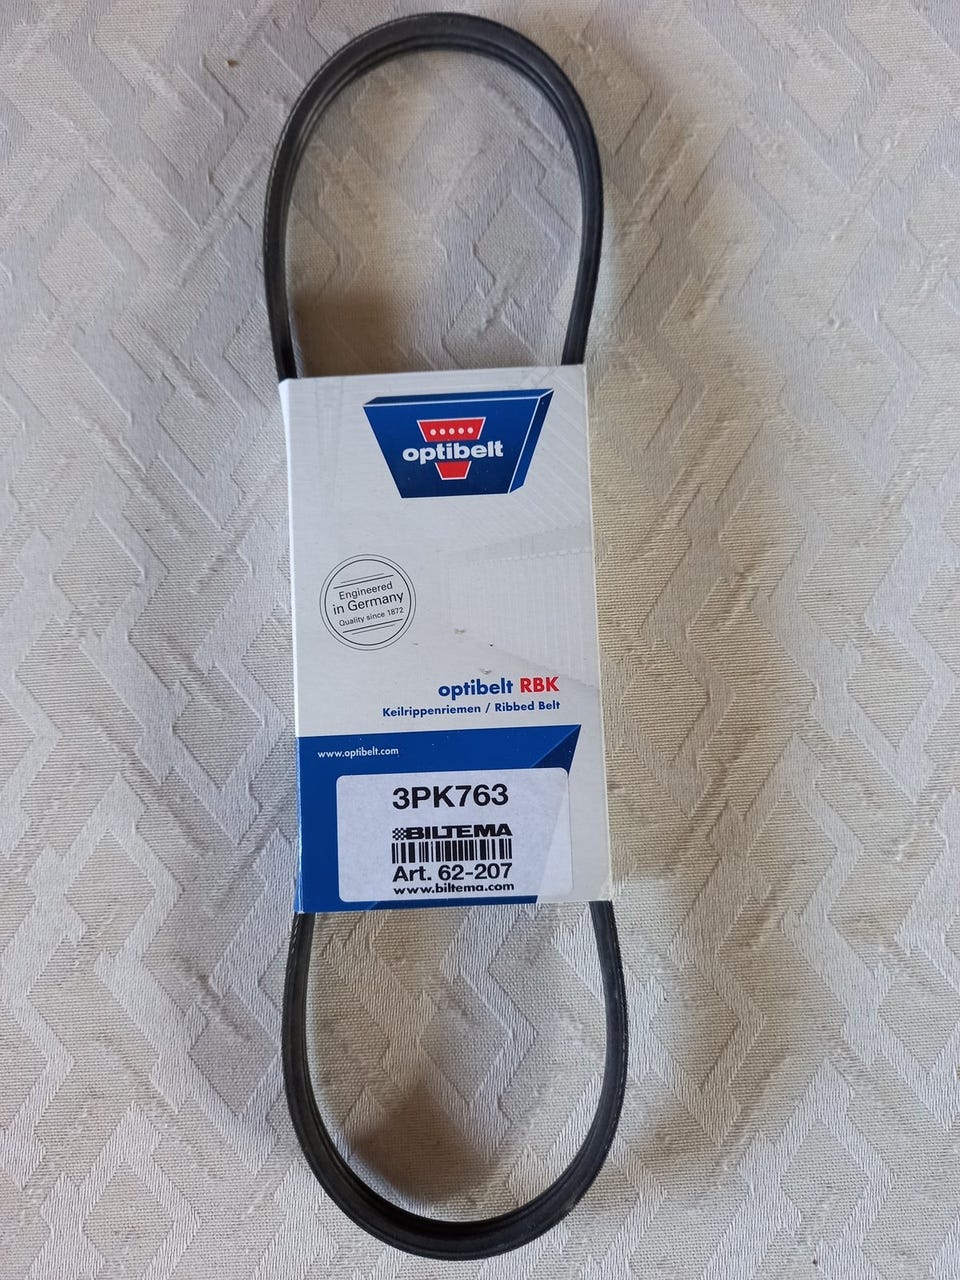 optibelt
Engineered
in Germany
Quality since 1872
optibelt RBK
Keilrippenriemen / Ribbed Belt
www.optibelt.com
3PK763
BILTEMA
Art. 62-207
www.biltema.com